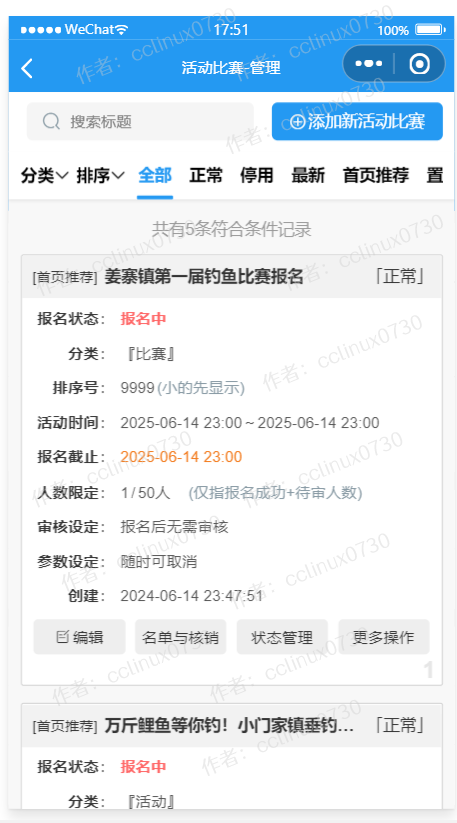 WeChat 17:51 100%
活动比赛-管理
搜索标题 添加新活动比赛
分类 排序 全部 正常 停用 最新 首页推荐 置
共有5条符合条件记录
[首页推荐] 姜寨镇第一届钓鱼比赛报名 「正常」
报名状态: 报名中
分类: 『比赛』
排序号: 9999(小的先显示)
活动时间: 2025-06-14 23:00 ~ 2025-06-14 23:00
报名截止: 2025-06-14 23:00
人数限定: 1/50人 (仅指报名成功+待审人数)
审核设定: 报名后无需审核
参数设定: 随时可取消
创建: 2024-06-14 23:47:51
编辑 名单与核销 状态管理 更多操作
1
[首页推荐] 万斤鲤鱼等你钓！小门家镇垂钓... 「正常」
报名状态: 报名中
分类: 『活动』
作者：cclinux0730